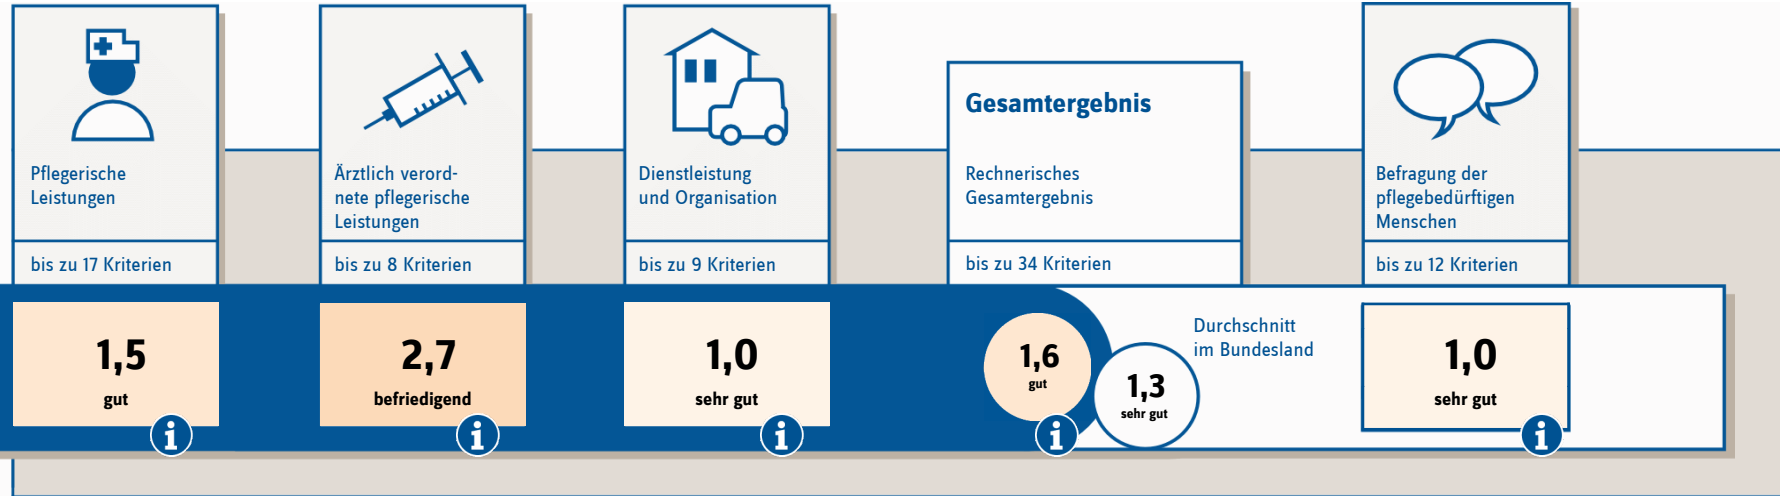 Pflegerische
Leistungen
bis zu 17 Kriterien
1,5
gut
i
Ärztlich verord-
nete pflegerische
Leistungen
bis zu 8 Kriterien
2,7
befriedigend
i
Dienstleistung
und Organisation
bis zu 9 Kriterien
1,0
sehr gut
i
Gesamtergebnis
Rechnerisches
Gesamtergebnis
bis zu 34 Kriterien
1,6
gut
i
Durchschnitt
im Bundesland
1,3
sehr gut
Befragung der
pflegebedürftigen
Menschen
bis zu 12 Kriterien
1,0
sehr gut
i